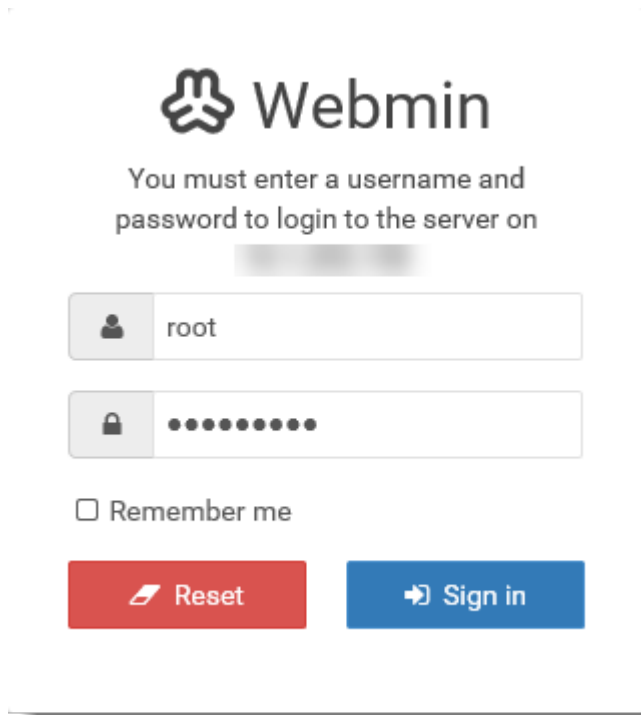 Webmin
You must enter a username and
password to login to the server on
root
•••••••••
Remember me
Reset
Sign in